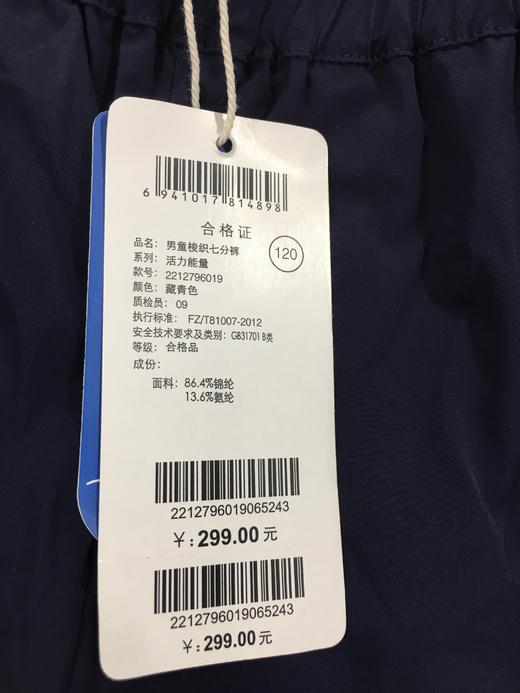 6 941017 814898
合格证
品名: 男童梭织七分裤
120
系列: 活力能量
款号: 2212796019
颜色: 藏青色
质检员: 09
执行标准: FZ/T81007-2012
安全技术要求及类别: GB31701 B类
等级: 合格品
成份:
面料: 86.4%锦纶
13.6%氨纶
2212796019065243
¥: 299.00 元
2212796019065243
¥: 299.00 元